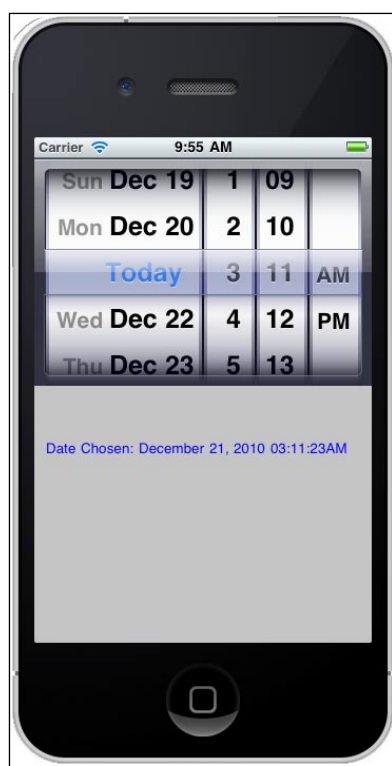 Carrier 9:55 AM
Sun Dec 19 1 09
Mon Dec 20 2 10
Today 3 11 AM
Wed Dec 22 4 12 PM
Thu Dec 23 5 13
Date Chosen: December 21, 2010 03:11:23AM